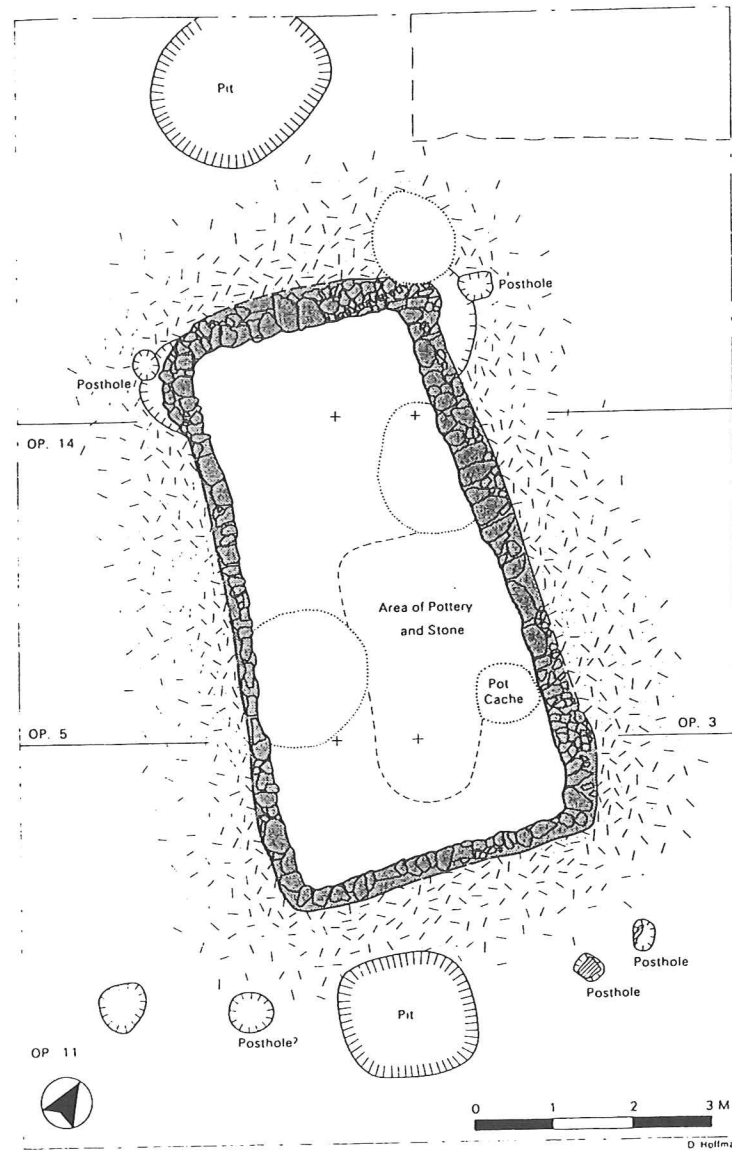 Pit
Posthole
Posthole
OP. 14
Area of Pottery
and Stone
Pot
Cache
OP. 5
OP. 3
Posthole
Posthole
Posthole?
Pit
OP 11
0 1 2 3 M
D Hoffma